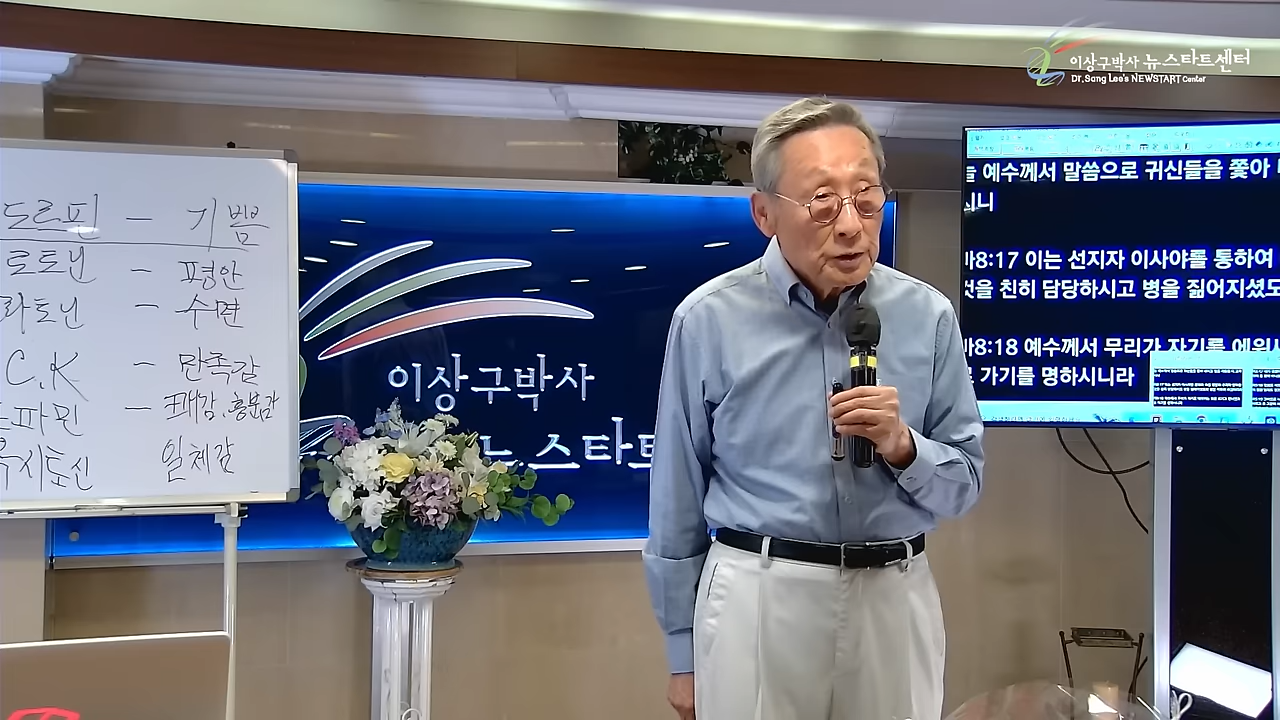 이상구박사 뉴스타트센터
Dr. Sang Lee's NEWSTART Center
도르핀 - 기쁨
로토닌 - 평안
라토닌 - 수면
C.K - 만족감
파민 - 쾌감.흥분감
시토신 일체감
이상구박사
뉴스타트
예수께서 말씀으로 귀신들을 쫓아
시니
8:17 이는 선지자 이사야를 통하여
것을 친히 담당하시고 병을 짊어지셨도
8:18 예수께서 무리가 자기를 에워싸
가기를 명하시니라